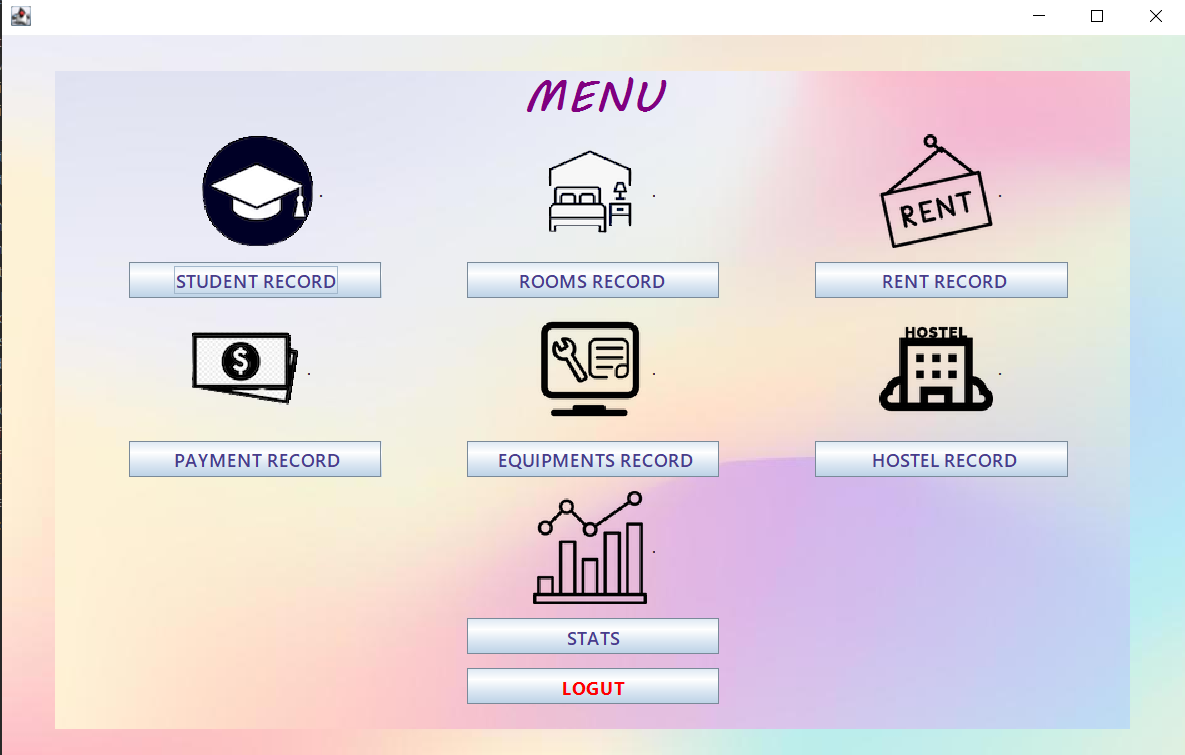 MENU
RENT
STUDENT RECORD
ROOMS RECORD
RENT RECORD
$
HOSTEL
PAYMENT RECORD
EQUIPMENTS RECORD
HOSTEL RECORD
STATS
LOGUT